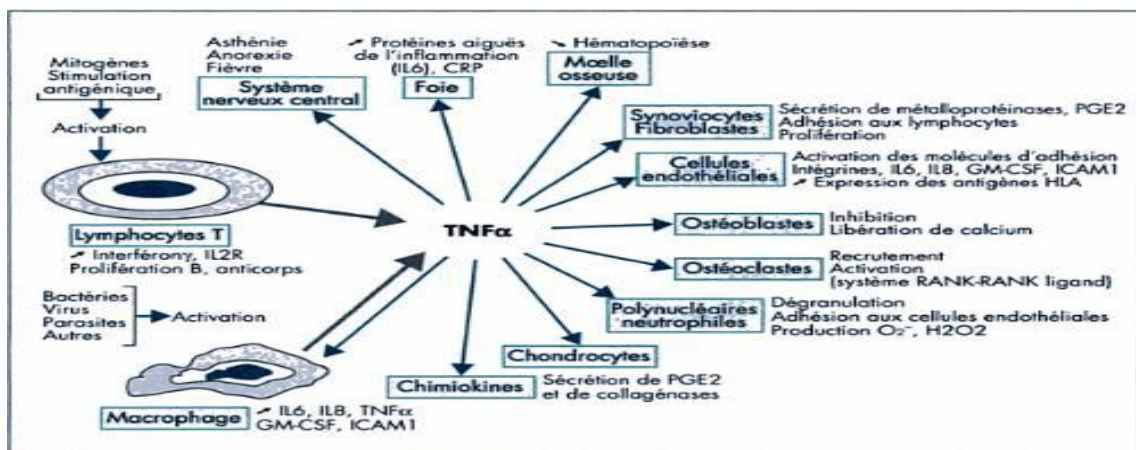 Mitogènes
Stimulation
antigénique
Activation
Lymphocytes T
↗ Interféronγ, IL2R
Prolifération B, anticorps
Bactéries
Virus
Parasites
Autres
Activation
Macrophage
↗ IL6, IL8, TNFα
GM-CSF, ICAM1
Asthénie
Anorexie
Fièvre
Système
nerveux central
↗ Protéines aiguës
de l'inflammation
(IL6), CRP
Foie
↘ Hématopoïèse
Mœlle
osseuse
TNFα
Synoviocytes
Fibroblastes
Sécrétion de métalloprotéinases, PGE2
Adhésion aux lymphocytes
Prolifération
Cellules
endothéliales
Activation des molécules d'adhésion
Intégrines, IL6, IL8, GM-CSF, ICAM1
↗ Expression des antigènes HLA
Ostéoblastes
Inhibition
Libération de calcium
Ostéoclastes
Recrutement
Activation
(système RANK-RANK ligand)
Polynucléaires
neutrophiles
Dégranulation
Adhésion aux cellules endothéliales
Production O₂⁻, H2O2
Chondrocytes
Sécrétion de PGE2
et de collagénases
Chimiokines